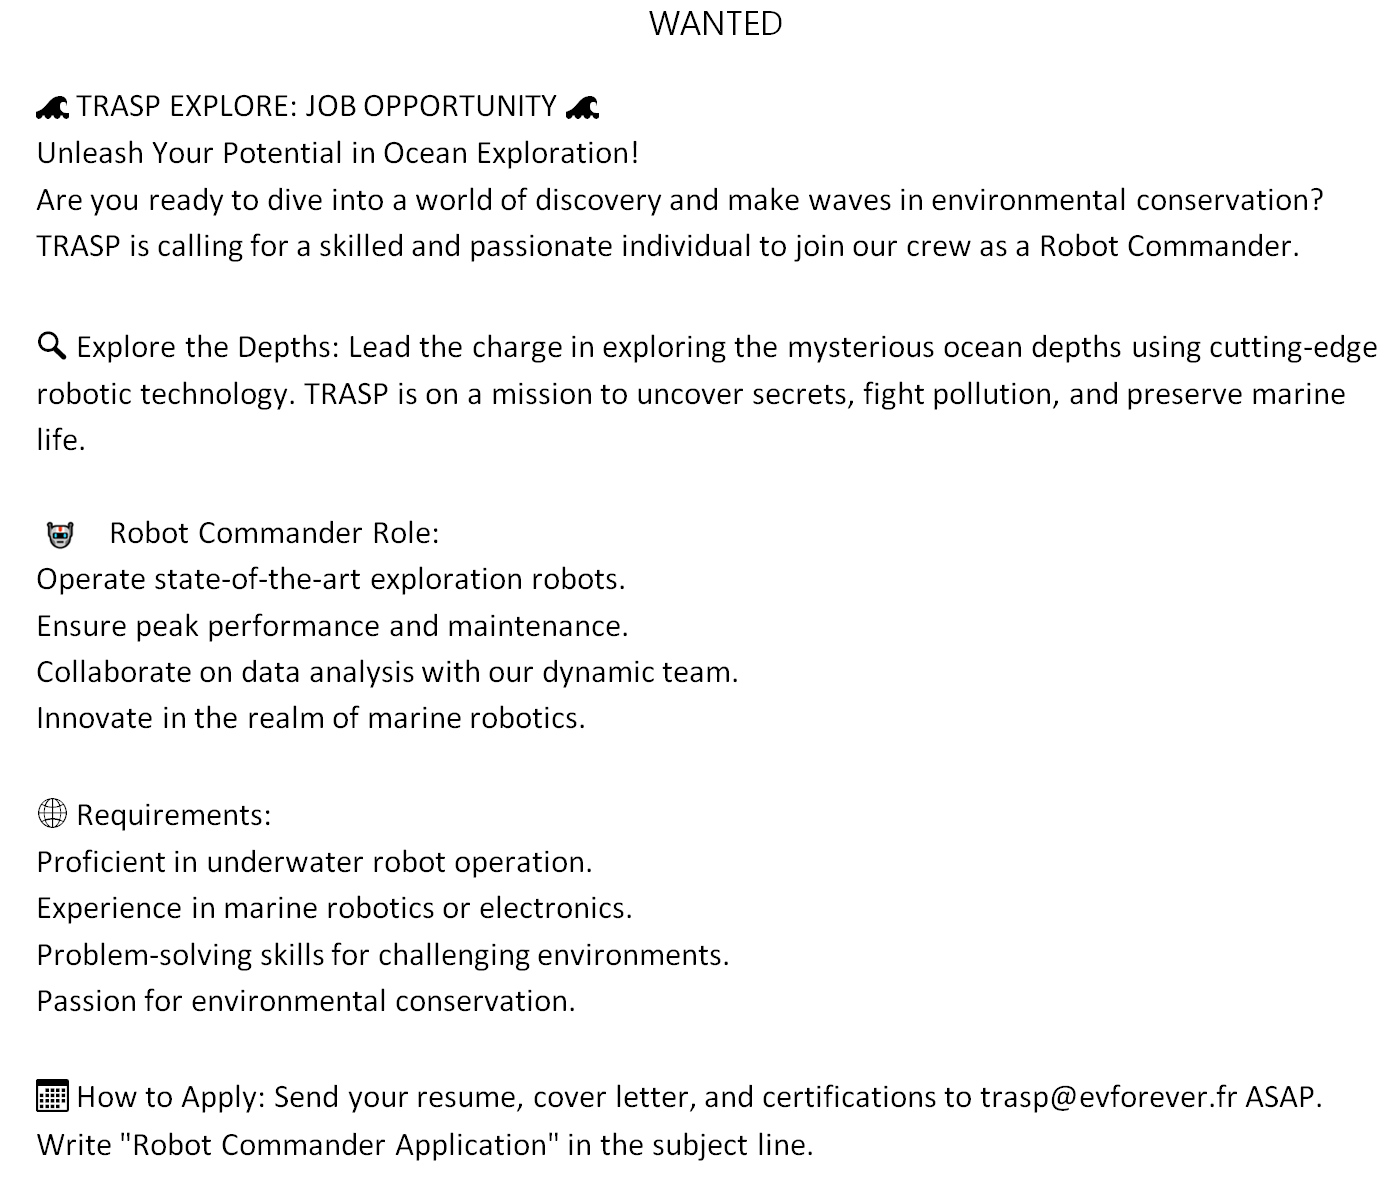 WANTED
🌊 TRASP EXPLORE: JOB OPPORTUNITY 🌊
Unleash Your Potential in Ocean Exploration!
Are you ready to dive into a world of discovery and make waves in environmental conservation?
TRASP is calling for a skilled and passionate individual to join our crew as a Robot Commander.
🔍 Explore the Depths: Lead the charge in exploring the mysterious ocean depths using cutting-edge
robotic technology. TRASP is on a mission to uncover secrets, fight pollution, and preserve marine
life.
🤖 Robot Commander Role:
Operate state-of-the-art exploration robots.
Ensure peak performance and maintenance.
Collaborate on data analysis with our dynamic team.
Innovate in the realm of marine robotics.
🌐 Requirements:
Proficient in underwater robot operation.
Experience in marine robotics or electronics.
Problem-solving skills for challenging environments.
Passion for environmental conservation.
📅 How to Apply: Send your resume, cover letter, and certifications to trasp@evforever.fr ASAP.
Write "Robot Commander Application" in the subject line.